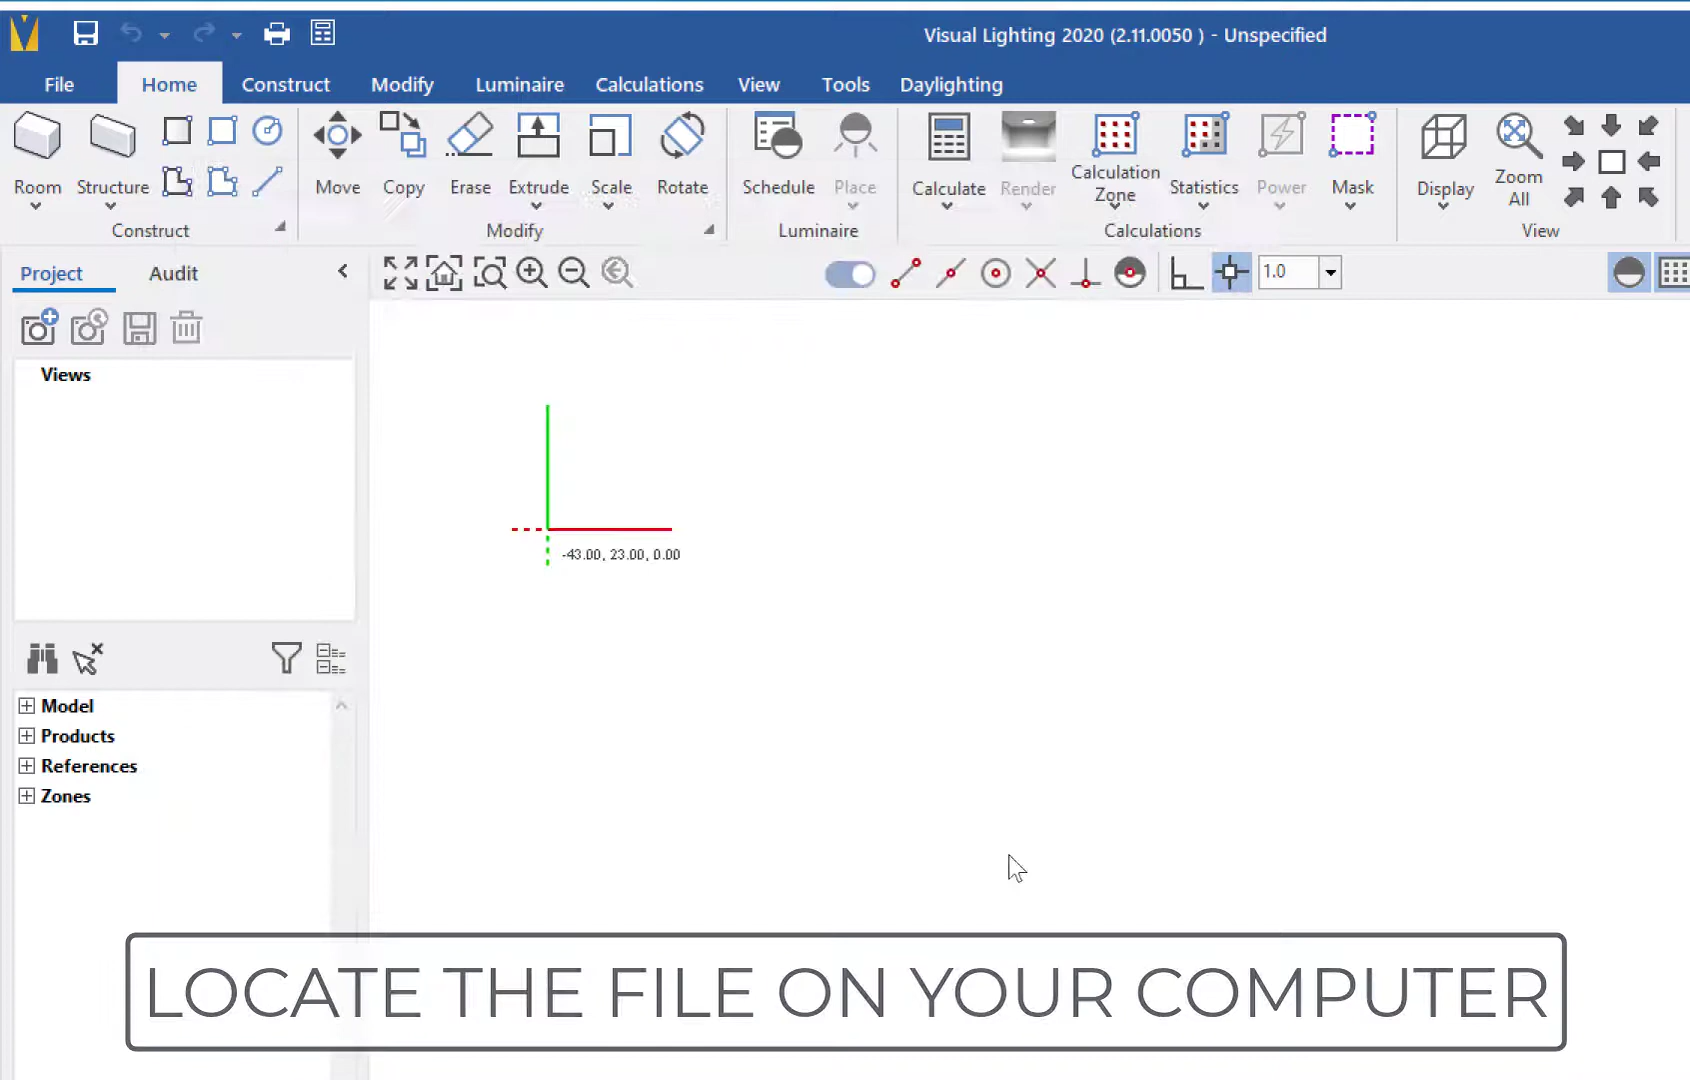 Visual Lighting 2020 (2.11.0050 ) - Unspecified
File Home Construct Modify Luminaire Calculations View Tools Daylighting
Room Structure Move Copy Erase Extrude Scale Rotate Schedule Place Calculate Render Calculation Zone Statistics Power Mask Display Zoom All
Construct Modify Luminaire Calculations View
Project Audit
1.0
Views
-43.00, 23.00, 0.00
Model
Products
References
Zones
LOCATE THE FILE ON YOUR COMPUTER